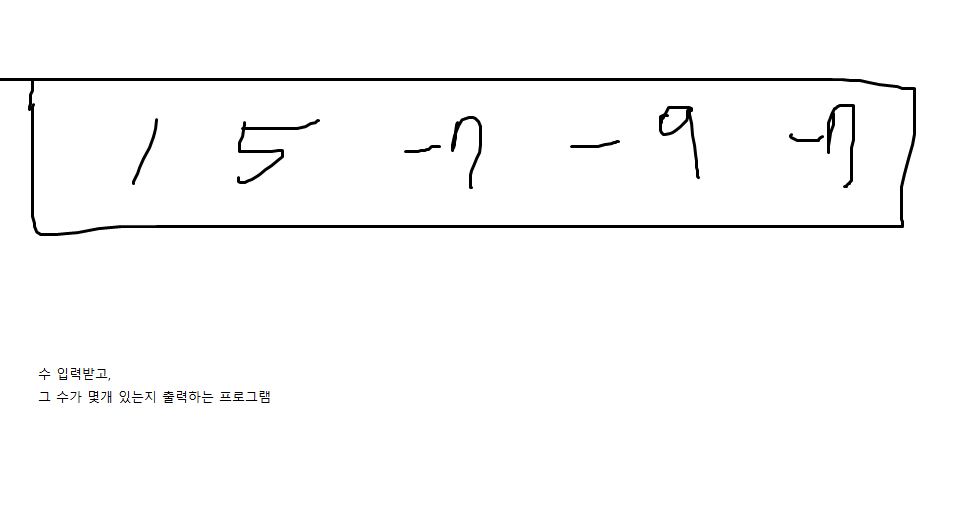 1 5 -7 -9 -7
수 입력받고,
그 수가 몇개 있는지 출력하는 프로그램